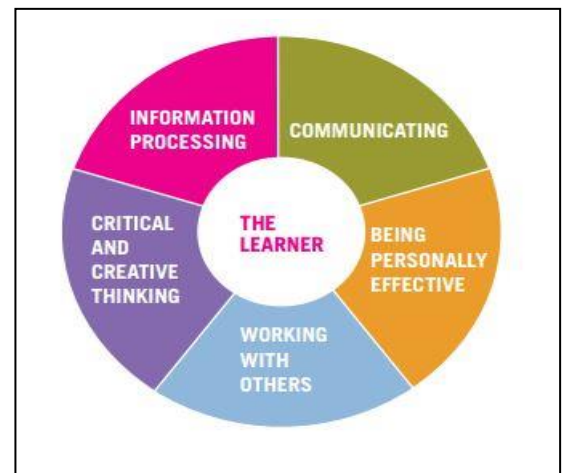 INFORMATION
PROCESSING
COMMUNICATING
CRITICAL
AND
CREATIVE
THINKING
THE
LEARNER
BEING
PERSONALLY
EFFECTIVE
WORKING
WITH
OTHERS